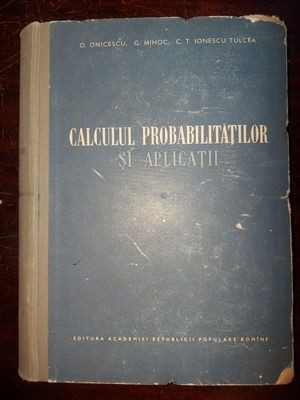 O. ONICESCU, G. MIHOC, C. T. IONESCU TULCEA
CALCULUL PROBABILITĂȚILOR
ȘI APLICAȚII
EDITURA ACADEMIEI REPUBLICII POPULARE ROMÎNE